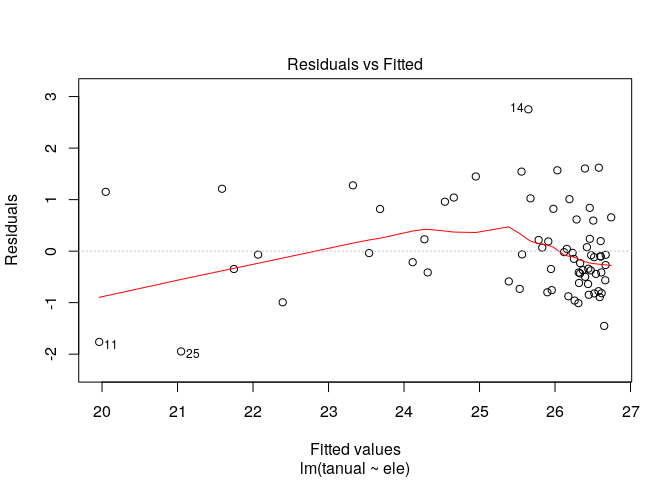 Residuals vs Fitted
3
2
1
0
-1
-2
Residuals
14
11
25
20 21 22 23 24 25 26 27
Fitted values
lm(tanual ~ ele)